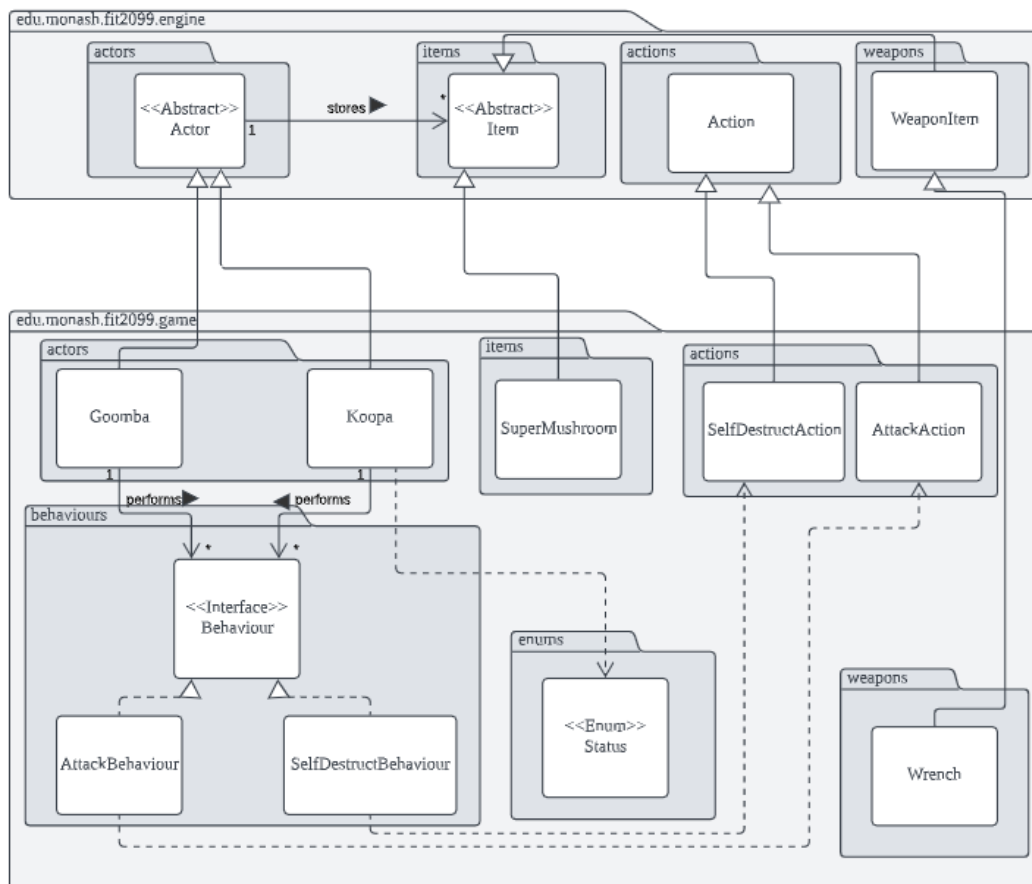 edu.monash.fit2099.engine
actors
items
actions
weapons
<<Abstract>>
Actor
1
stores
*
<<Abstract>>
Item
Action
WeaponItem
edu.monash.fit2099.game
actors
items
actions
Goomba
Koopa
SuperMushroom
SelfDestructAction
AttackAction
1
1
performs
performs
behaviours
*
*
<<Interface>>
Behaviour
enums
weapons
<<Enum>>
Status
AttackBehaviour
SelfDestructBehaviour
Wrench